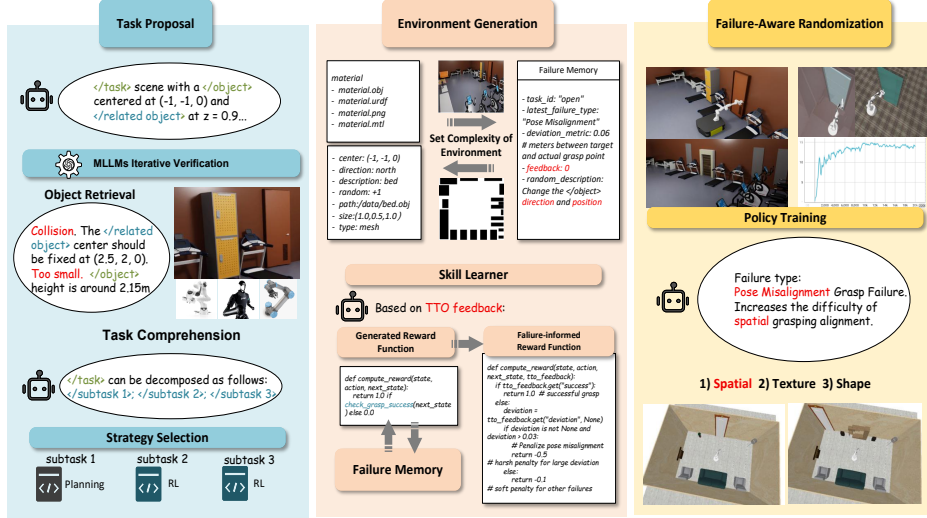 Task Proposal
</task> scene with a </object>
centered at (-1, -1, 0) and
</related object> at z = 0.9...
MLLMs Iterative Verification
Object Retrieval
Collision. The </related
object> center should
be fixed at (2.5, 2, 0).
Too small. </object>
height is around 2.15m
Task Comprehension
</task> can be decomposed as follows:
</subtask 1>; </subtask 2>; </subtask 3>
Strategy Selection
subtask 1
Planning
subtask 2
RL
subtask 3
RL
Environment Generation
material
- material.obj
- material.urdf
- material.png
- material.mtl
- center: (-1, -1, 0)
- direction: north
- description: bed
- random: +1
- path:/data/bed.obj
- size:(1.0,0.5,1.0 )
- type: mesh
Set Complexity of
Environment
Failure Memory
- task_id: "open"
- latest_failure_type:
"Pose Misalignment"
- deviation_metric: 0.06
# meters between target
and actual grasp point
- feedback: 0
- random_description:
Change the </object>
direction and position
Skill Learner
Based on TTO feedback:
Generated Reward
Function
def compute_reward(state,
action, next_state):
return 1.0 if
check_grasp_success(next_state
) else 0.0
Failure Memory
Faliure-informed
Reward Function
def compute_reward(state, action,
next_state, tto_feedback):
if tto_feedback.get("success"):
return 1.0 # successful grasp
else:
deviation =
tto_feedback.get("deviation", None)
if deviation is not None and
deviation > 0.03:
# Penalize pose misalignment
return -0.5
# harsh penalty for large deviation
else:
return -0.1
# soft penalty for other failures
Failure-Aware Randomization
Policy Training
Failure type:
Pose Misalignment Grasp Failure.
Increases the difficulty of
spatial grasping alignment.
1) Spatial 2) Texture 3) Shape